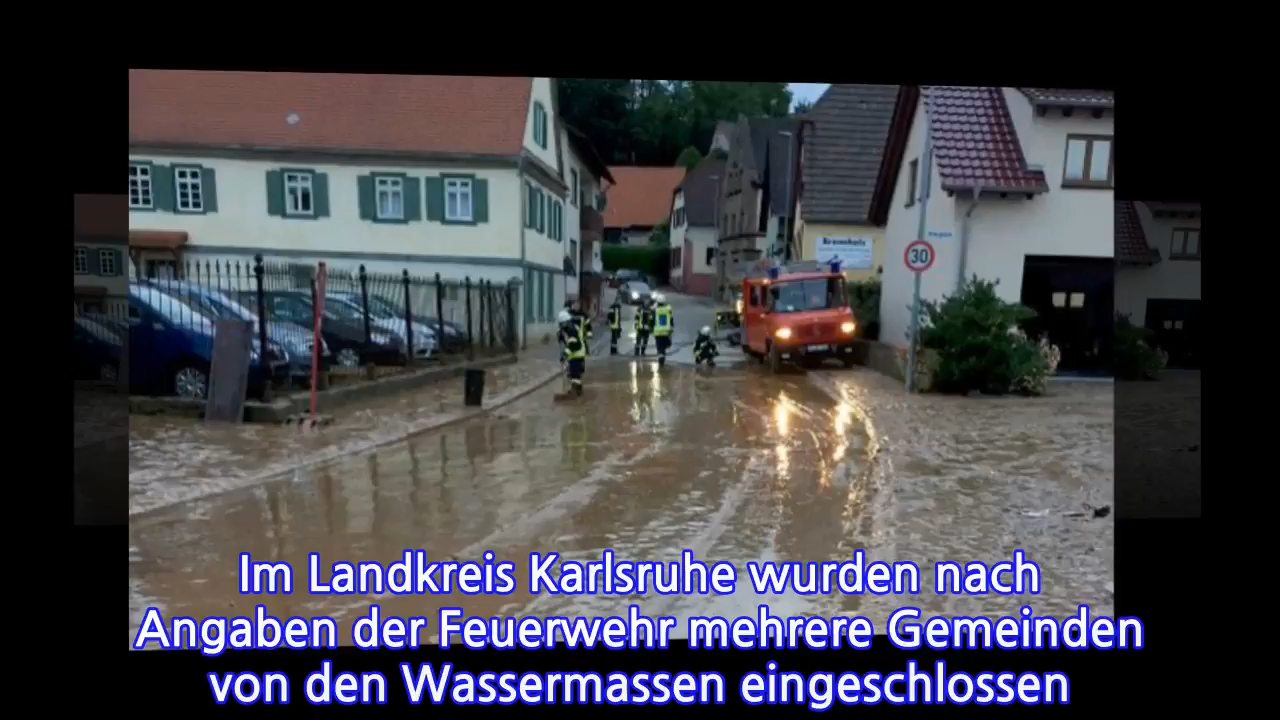 30
Im Landkreis Karlsruhe wurden nach
Angaben der Feuerwehr mehrere Gemeinden
von den Wassermassen eingeschlossen